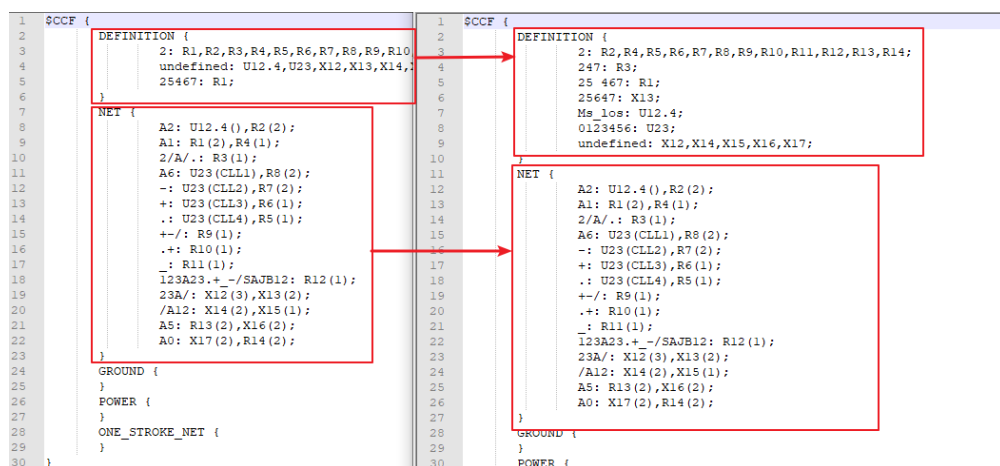 1 $CCF {
2 DEFINITION {
3 2: R1,R2,R3,R4,R5,R6,R7,R8,R9,R10
4 undefined: U12.4,U23,X12,X13,X14,
5 25467: R1;
6 }
7 NET {
8 A2: U12.4(),R2(2);
9 A1: R1(2),R4(1);
10 2/A/.: R3(1);
11 A6: U23(CLL1),R8(2);
12 -: U23(CLL2),R7(2);
13 +: U23(CLL3),R6(1);
14 .: U23(CLL4),R5(1);
15 +-/: R9(1);
16 .+: R10(1);
17 _: R11(1);
18 123A23.+_-/SAJB12: R12(1);
19 23A/: X12(3),X13(2);
20 /A12: X14(2),X15(1);
21 A5: R13(2),X16(2);
22 A0: X17(2),R14(2);
23 }
24 GROUND {
25 }
26 POWER {
27 }
28 ONE_STROKE_NET {
29 }
30 }
1 $CCF {
2 DEFINITION {
3 2: R2,R4,R5,R6,R7,R8,R9,R10,R11,R12,R13,R14;
4 247: R3;
5 25 467: R1;
6 25647: X13;
7 Ms_los: U12.4;
8 0123456: U23;
9 undefined: X12,X14,X15,X16,X17;
10 }
11 NET {
12 A2: U12.4(),R2(2);
13 A1: R1(2),R4(1);
14 2/A/.: R3(1);
15 A6: U23(CLL1),R8(2);
16 -: U23(CLL2),R7(2);
17 +: U23(CLL3),R6(1);
18 .: U23(CLL4),R5(1);
19 +-/: R9(1);
20 .+: R10(1);
21 _: R11(1);
22 123A23.+_-/SAJB12: R12(1);
23 23A/: X12(3),X13(2);
24 /A12: X14(2),X15(1);
25 A5: R13(2),X16(2);
26 A0: X17(2),R14(2);
27 }
28 GROUND {
29 }
30 POWER {